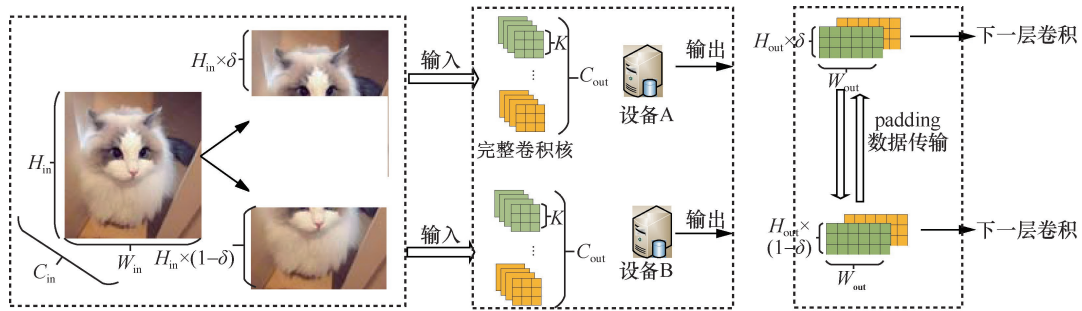 H_in×δ
H_in
C_in
W_in
H_in×(1−δ)
输入
K
⋮
C_out
完整卷积核
设备A
输出
输入
K
⋮
C_out
设备B
输出
H_out×δ
W_out
下一层卷积
padding
数据传输
H_out×
(1−δ)
W_out
下一层卷积